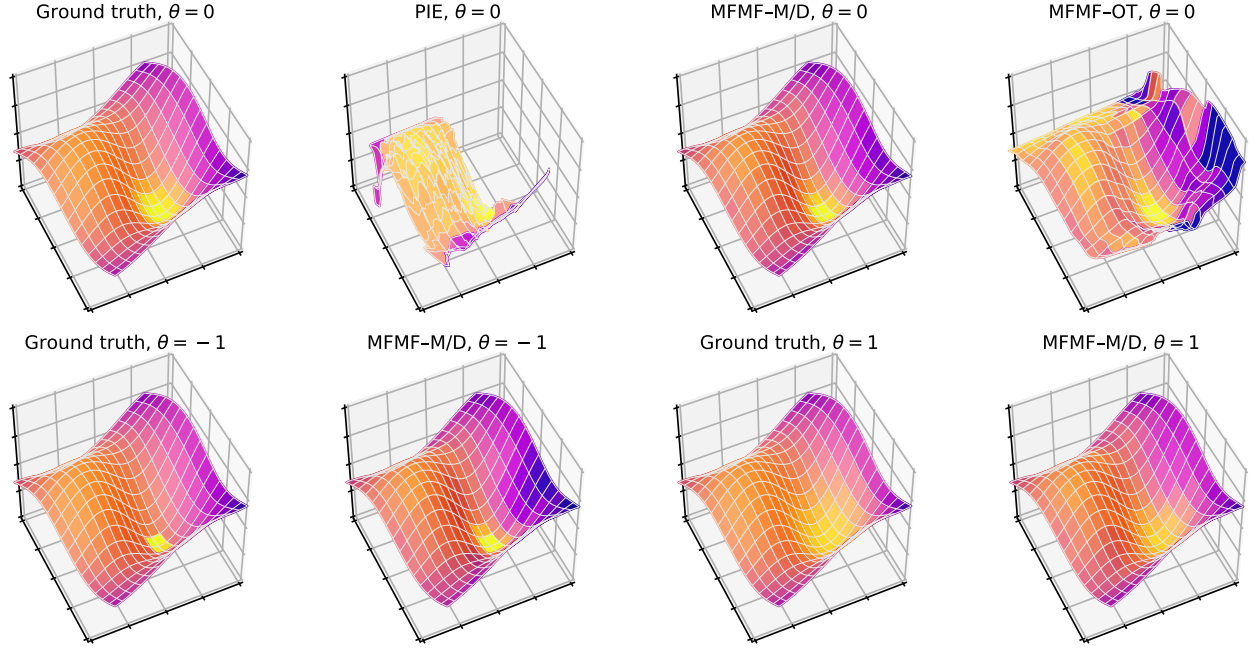 Ground truth, θ = 0
PIE, θ = 0
MFMF–M/D, θ = 0
MFMF–OT, θ = 0
Ground truth, θ = −1
MFMF–M/D, θ = −1
Ground truth, θ = 1
MFMF–M/D, θ = 1